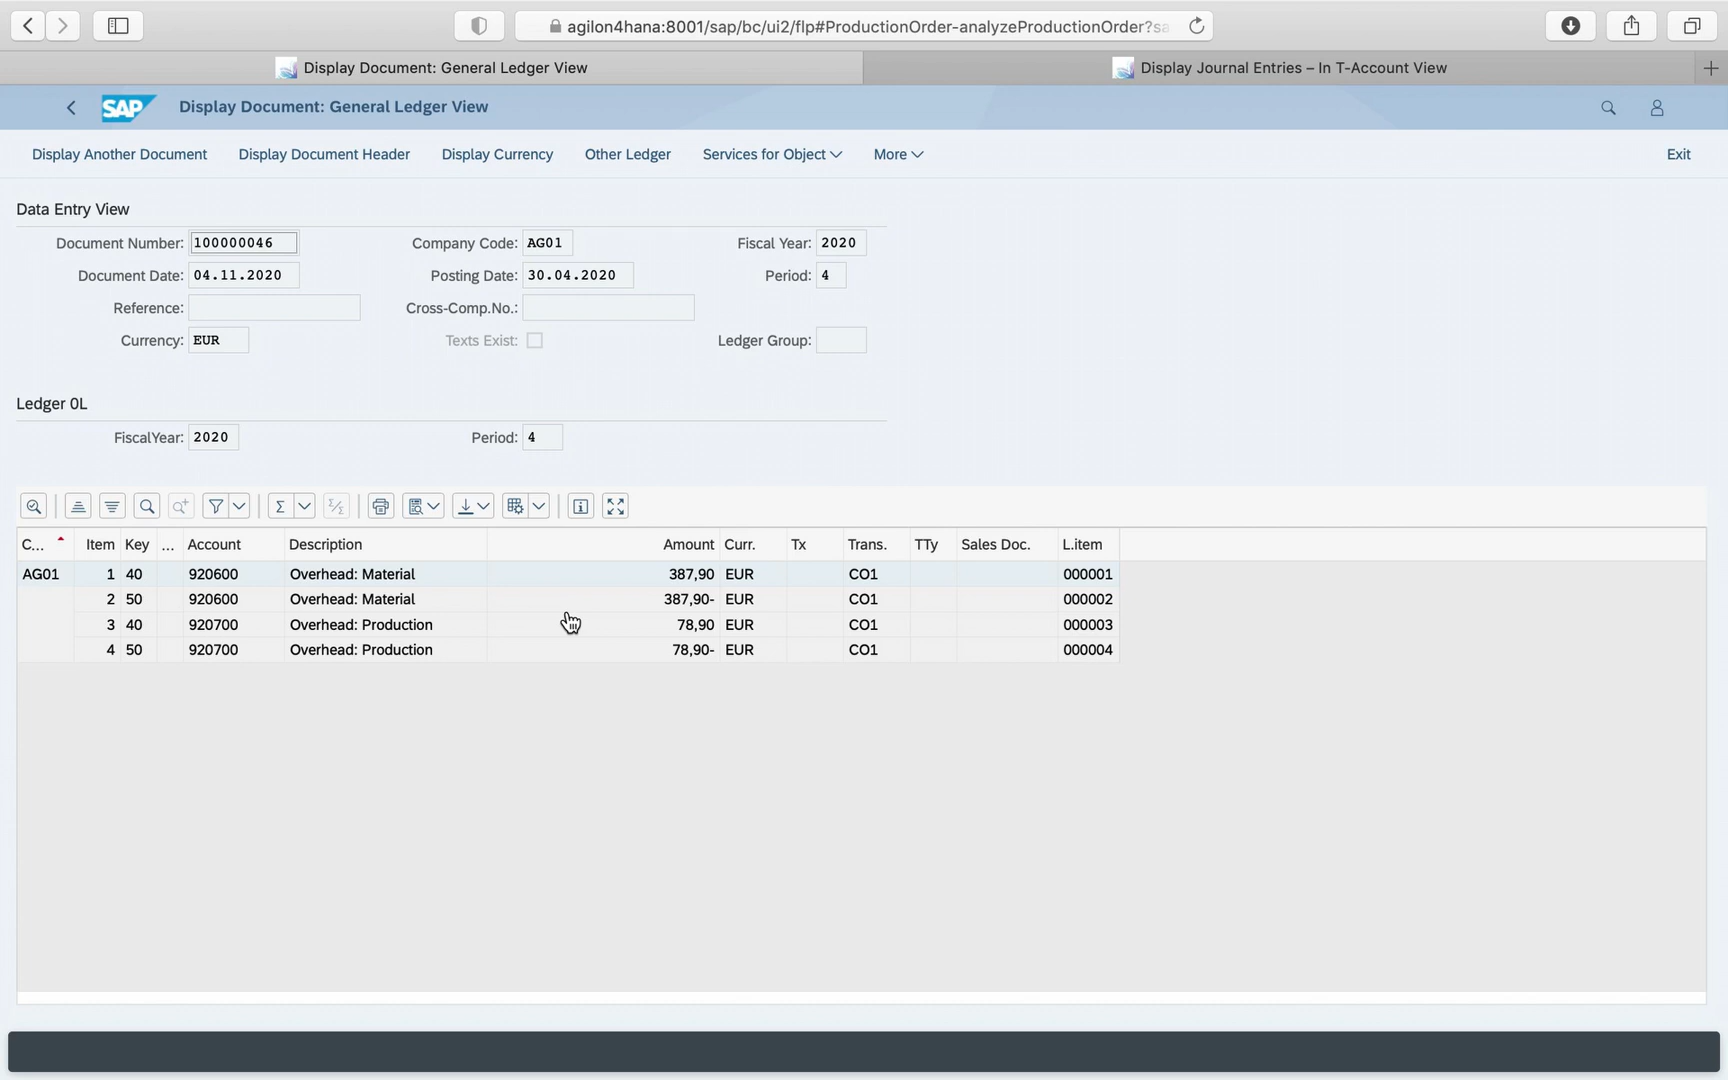 agilon4hana:8001/sap/bc/ui2/flp#ProductionOrder-analyzeProductionOrder?sa
Display Document: General Ledger View
Display Journal Entries – In T-Account View
SAP
Display Document: General Ledger View
Display Another Document
Display Document Header
Display Currency
Other Ledger
Services for Object
More
Exit
Data Entry View
Document Number: 100000046 Company Code: AG01 Fiscal Year: 2020
Document Date: 04.11.2020 Posting Date: 30.04.2020 Period: 4
Reference: Cross-Comp.No.:
Currency: EUR Texts Exist: Ledger Group:
Ledger 0L
FiscalYear: 2020 Period: 4
C... Item Key ... Account Description Amount Curr. Tx Trans. TTy Sales Doc. L.item
AG01 1 40 920600 Overhead: Material 387,90 EUR CO1 000001
2 50 920600 Overhead: Material 387,90- EUR CO1 000002
3 40 920700 Overhead: Production 78,90 EUR CO1 000003
4 50 920700 Overhead: Production 78,90- EUR CO1 000004